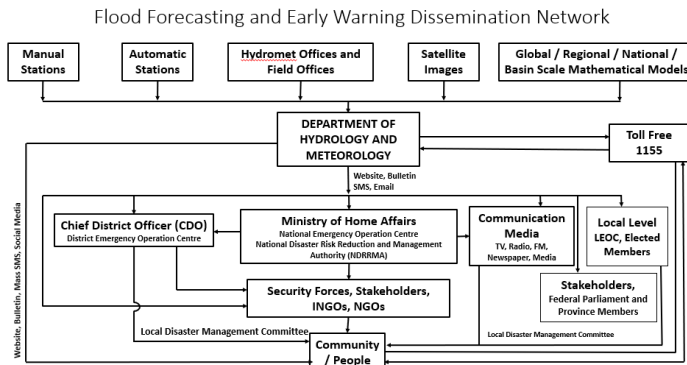 Flood Forecasting and Early Warning Dissemination Network
Manual
Stations
Automatic
Stations
Hydromet Offices and
Field Offices
Satellite
Images
Global / Regional / National /
Basin Scale Mathematical Models
DEPARTMENT OF
HYDROLOGY AND
METEOROLOGY
Toll Free
1155
Website, Bulletin
SMS, Email
Website, Bulletin, Mass SMS, Social Media
Chief District Officer (CDO)
District Emergency Operation Centre
Ministry of Home Affairs
National Emergency Operation Centre
National Disaster Risk Reduction and Management
Authority (NDRRMA)
Communication
Media
TV, Radio, FM,
Newspaper, Media
Local Level
LEOC, Elected
Members
Security Forces, Stakeholders,
INGOs, NGOs
Stakeholders,
Federal Parliament and
Province Members
Local Disaster Management Committee
Local Disaster Management Committee
Community
/ People